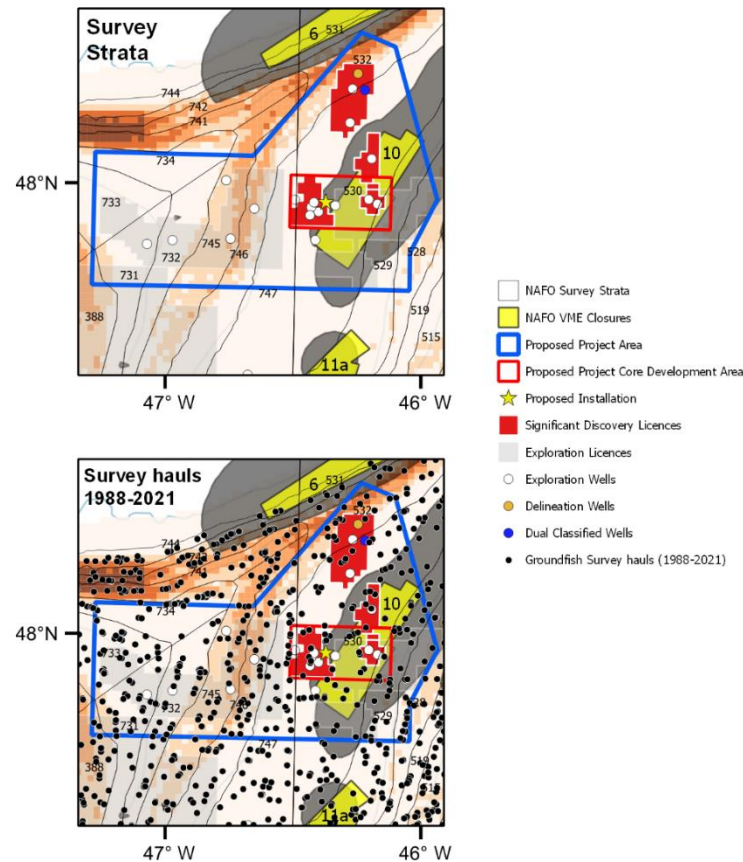 Survey
Strata
6
531
532
744
742
741
734
10
48°N
733
530
745
732
746
731
529
528
747
388
519
515
11a
47° W
46° W
NAFO Survey Strata
NAFO VME Closures
Proposed Project Area
Proposed Project Core Development Area
Proposed Installation
Significant Discovery Licences
Exploration Licences
Exploration Wells
Delineation Wells
Dual Classified Wells
Groundfish Survey hauls (1988-2021)
Survey hauls
1988-2021
6
531
532
744
741
734
10
48°N
530
733
745
732
731
529
747
388
519
11a
47° W
46° W